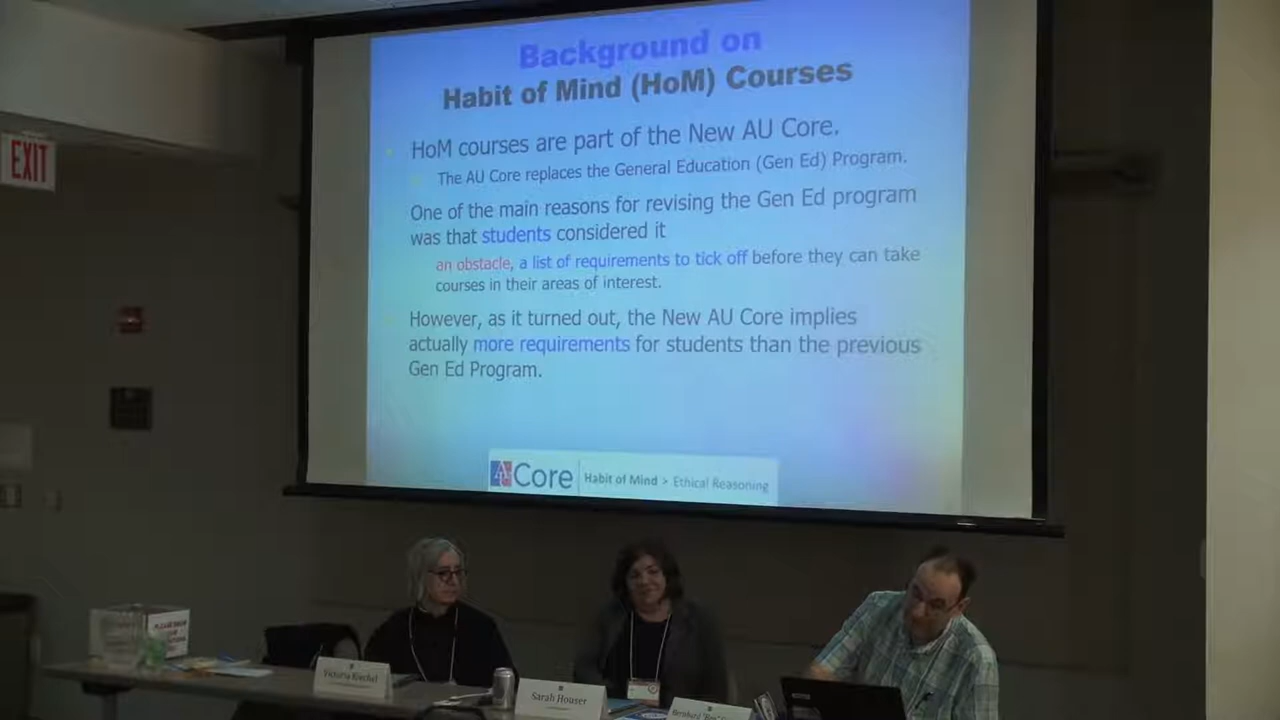 Background on
Habit of Mind (HoM) Courses
EXIT
HoM courses are part of the New AU Core.
The AU Core replaces the General Education (Gen Ed) Program.
One of the main reasons for revising the Gen Ed program
was that students considered it
an obstacle, a list of requirements to tick off before they can take
courses in their areas of interest.
However, as it turned out, the New AU Core implies
actually more requirements for students than the previous
Gen Ed Program.
Core Habit of Mind > Ethical Reasoning
Victoria
Sarah Houser